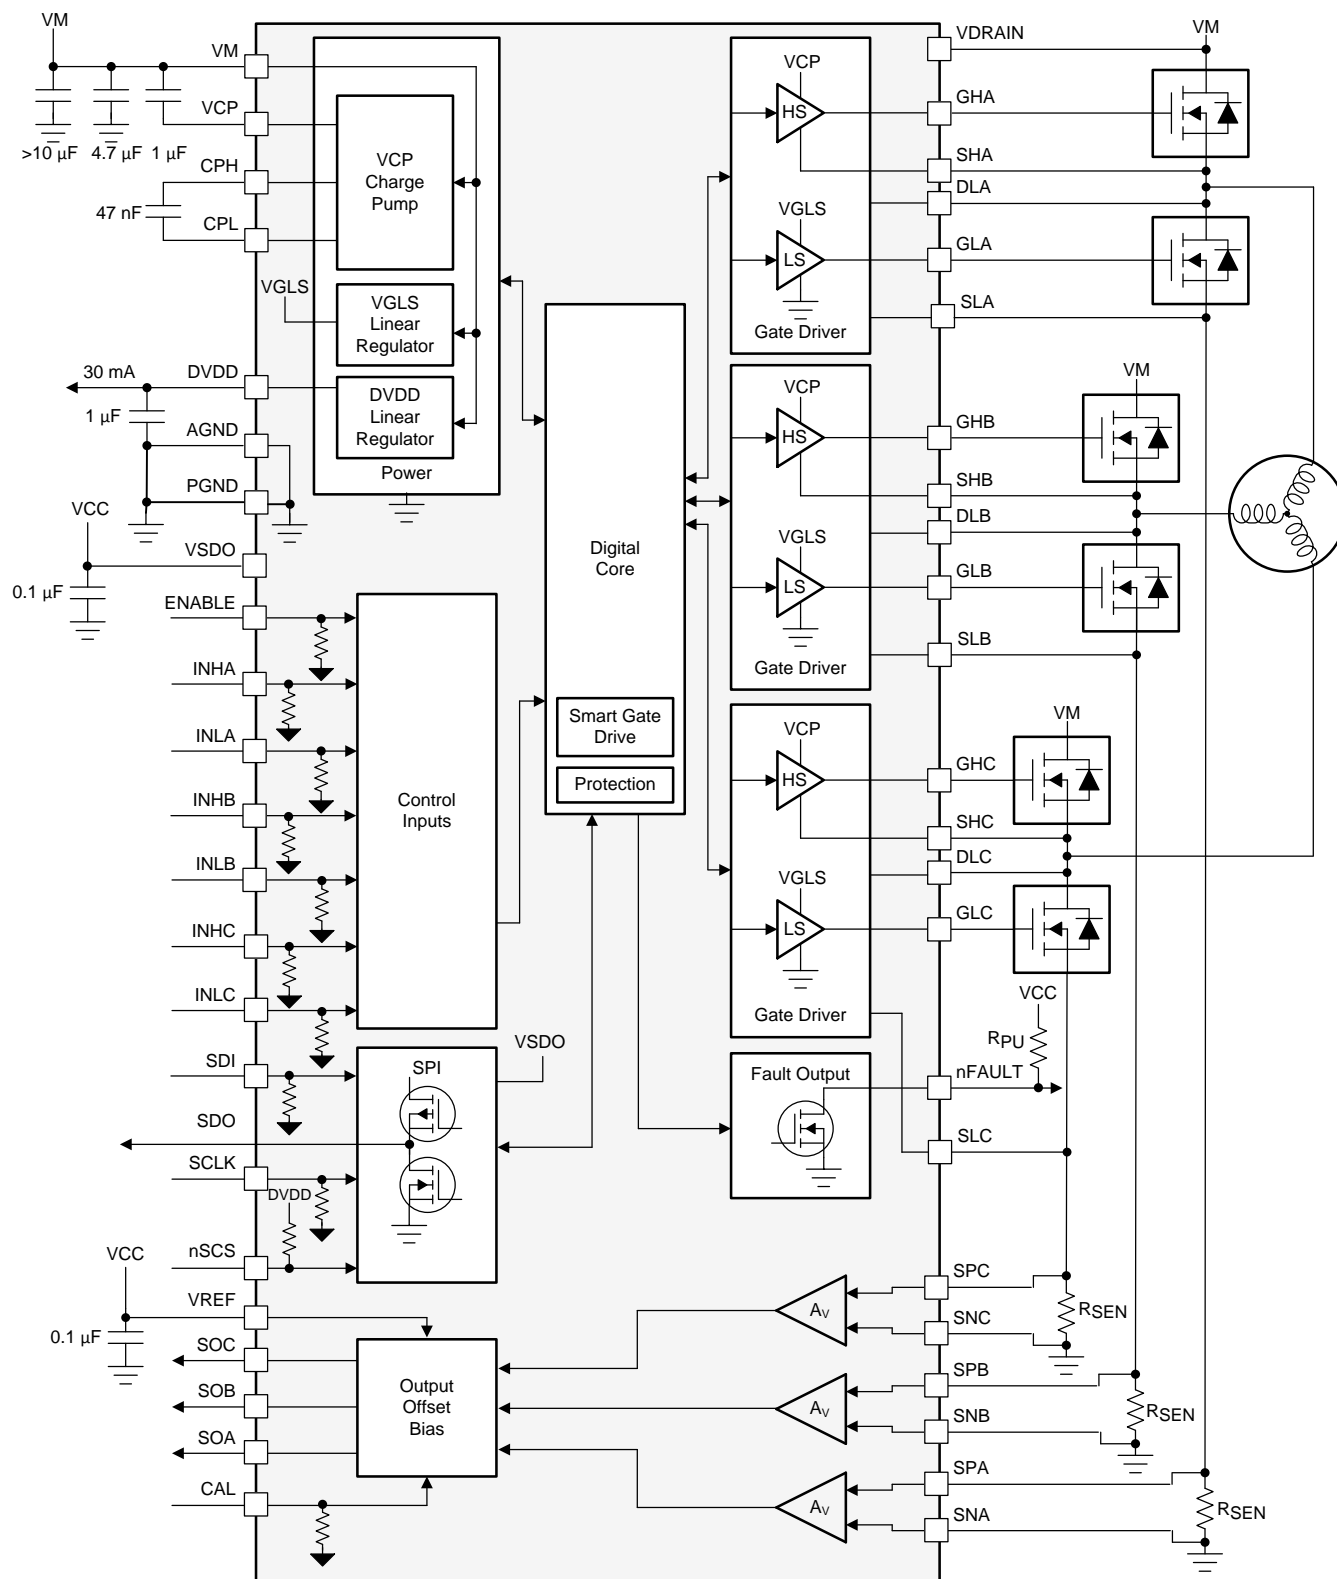 VM
VM
VCP
>10 µF
4.7 µF
1 µF
CPH
47 nF
CPL
VCP
Charge
Pump
VGLS
VGLS
Linear
Regulator
30 mA
DVDD
1 µF
DVDD
Linear
Regulator
AGND
Power
PGND
VCC
VSDO
0.1 µF
ENABLE
INHA
INLA
INHB
INLB
INHC
INLC
Control
Inputs
SDI
SDO
SCLK
DVDD
nSCS
SPI
VSDO
VCC
VREF
0.1 µF
SOC
SOB
SOA
CAL
Output
Offset
Bias
Digital
Core
Smart Gate
Drive
Protection
VCP
HS
VGLS
LS
Gate Driver
VCP
HS
VGLS
LS
Gate Driver
VCP
HS
VGLS
LS
Gate Driver
Fault Output
AV
AV
AV
VDRAIN
VM
GHA
SHA
DLA
GLA
SLA
VM
GHB
SHB
DLB
GLB
SLB
VM
GHC
SHC
DLC
GLC
VCC
RPU
nFAULT
SLC
SPC
SNC
RSEN
SPB
SNB
RSEN
SPA
SNA
RSEN